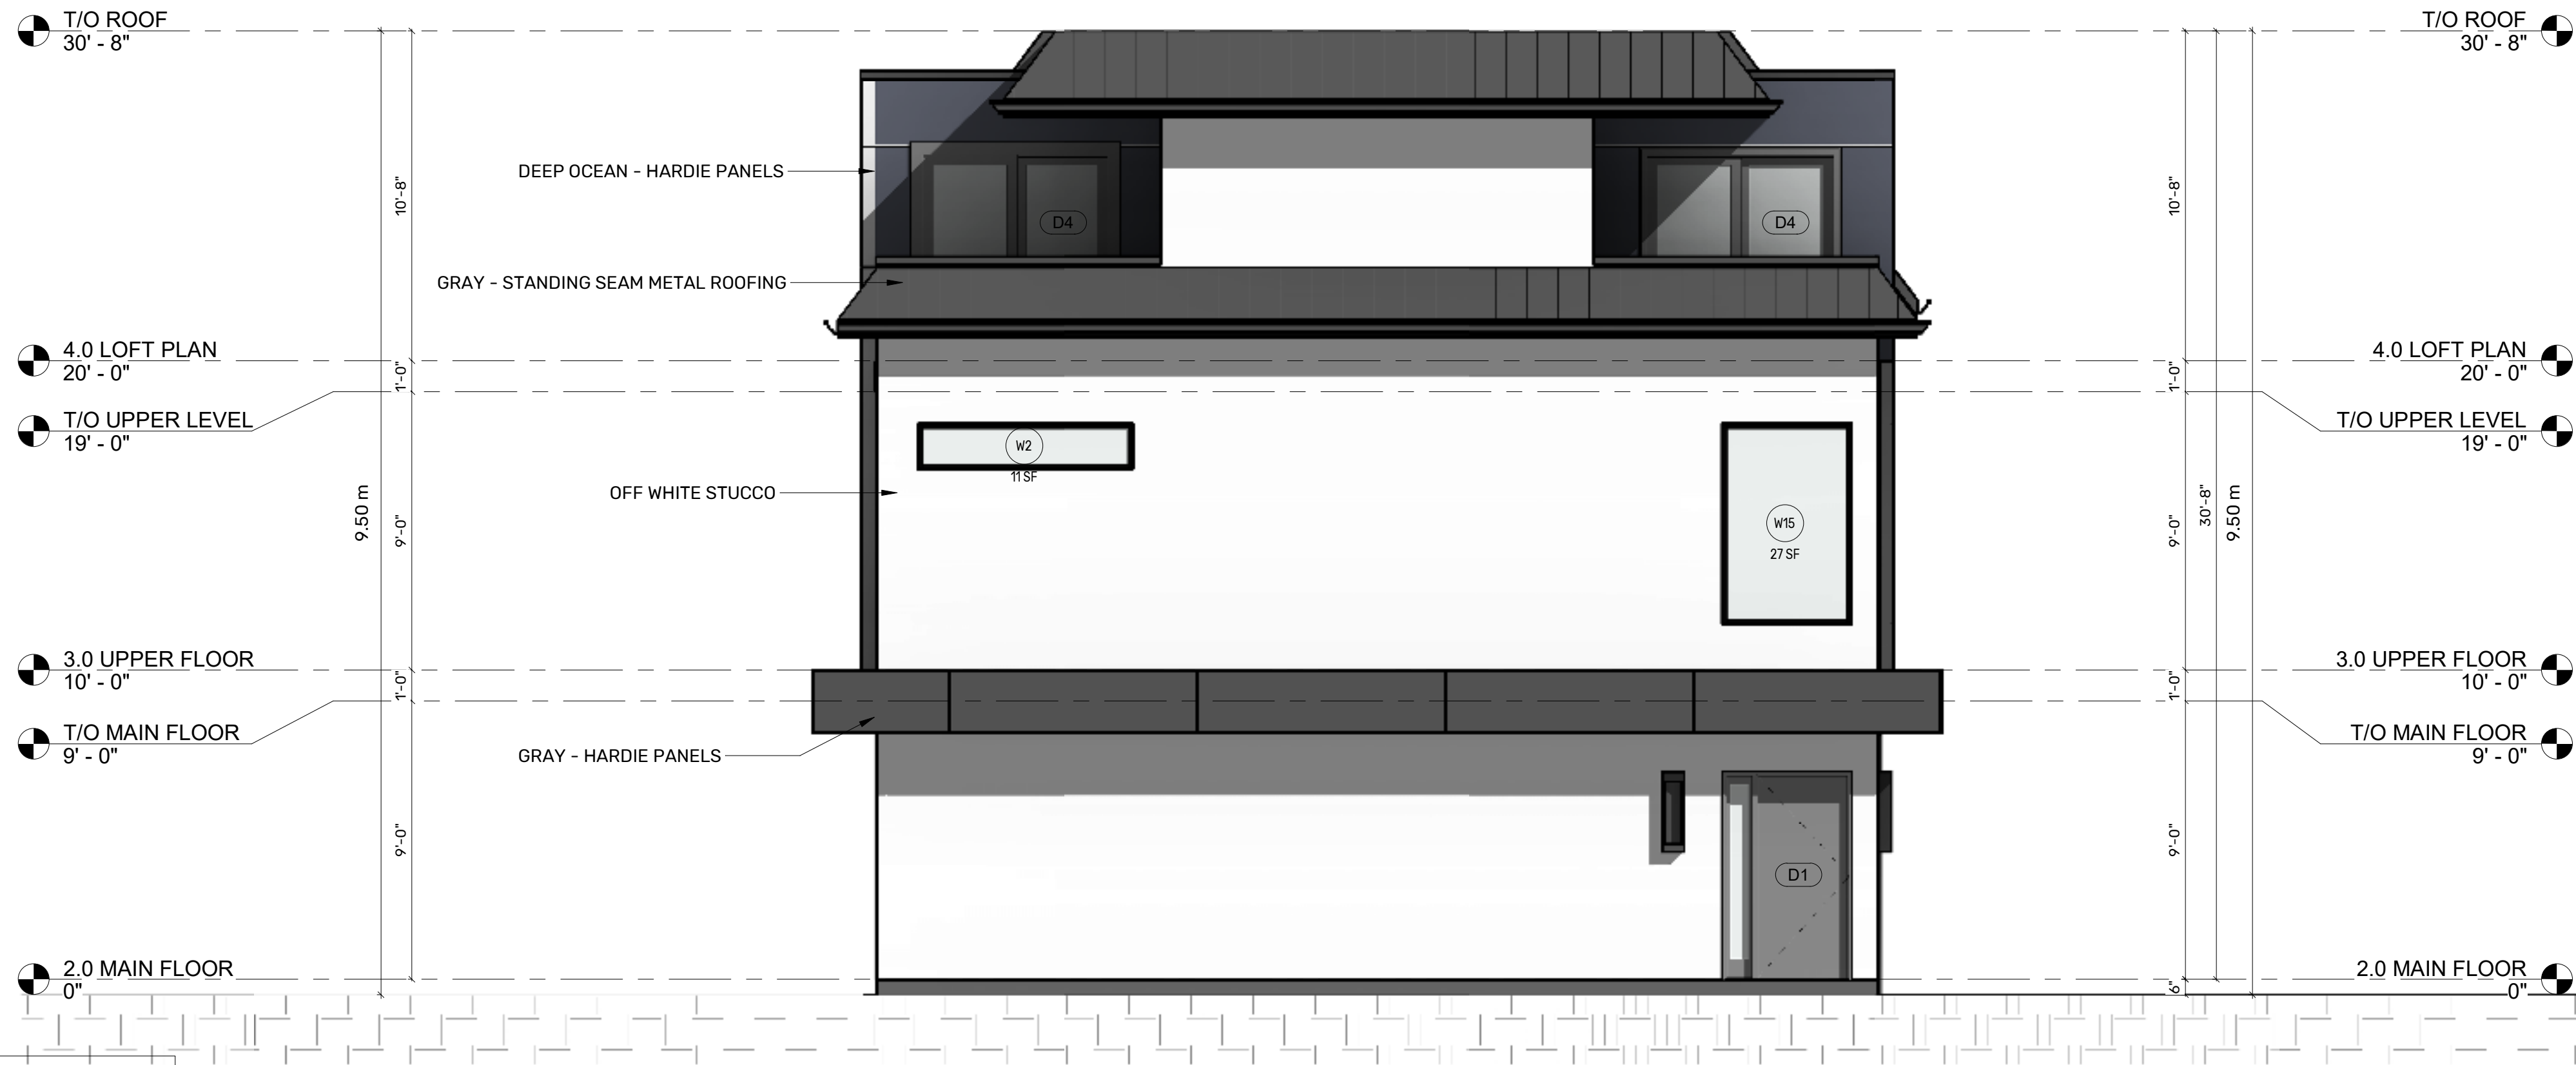 T/O ROOF
30' - 8"
T/O ROOF
30' - 8"
DEEP OCEAN - HARDIE PANELS
10'-8"
10'-8"
D4
D4
GRAY - STANDING SEAM METAL ROOFING
4.0 LOFT PLAN
20' - 0"
4.0 LOFT PLAN
20' - 0"
1'-0"
1'-0"
T/O UPPER LEVEL
19' - 0"
T/O UPPER LEVEL
19' - 0"
W2
11 SF
OFF WHITE STUCCO
9.50 m
9'-0"
W15
27 SF
9'-0"
30'-8"
9.50 m
3.0 UPPER FLOOR
10' - 0"
3.0 UPPER FLOOR
10' - 0"
1'-0"
1'-0"
T/O MAIN FLOOR
9' - 0"
T/O MAIN FLOOR
9' - 0"
GRAY - HARDIE PANELS
9'-0"
9'-0"
D1
2.0 MAIN FLOOR
0"
2.0 MAIN FLOOR
0"
6"